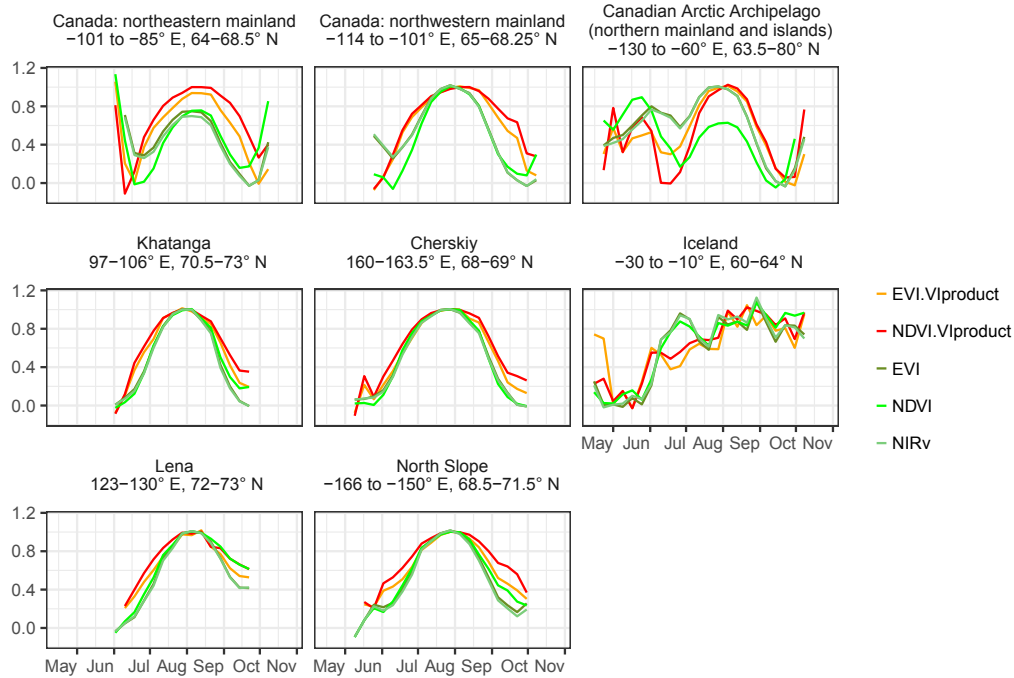 Canada: northeastern mainland
−101 to −85° E, 64−68.5° N
Canada: northwestern mainland
−114 to −101° E, 65−68.25° N
Canadian Arctic Archipelago
(northern mainland and islands)
−130 to −60° E, 63.5−80° N
1.2
0.8
0.4
0.0
Khatanga
97−106° E, 70.5−73° N
Cherskiy
160−163.5° E, 68−69° N
Iceland
−30 to −10° E, 60−64° N
1.2
0.8
0.4
0.0
May Jun Jul Aug Sep Oct Nov
EVI.VIproduct
NDVI.VIproduct
EVI
NDVI
NIRv
Lena
123−130° E, 72−73° N
North Slope
−166 to −150° E, 68.5−71.5° N
1.2
0.8
0.4
0.0
May Jun Jul Aug Sep Oct Nov
May Jun Jul Aug Sep Oct Nov